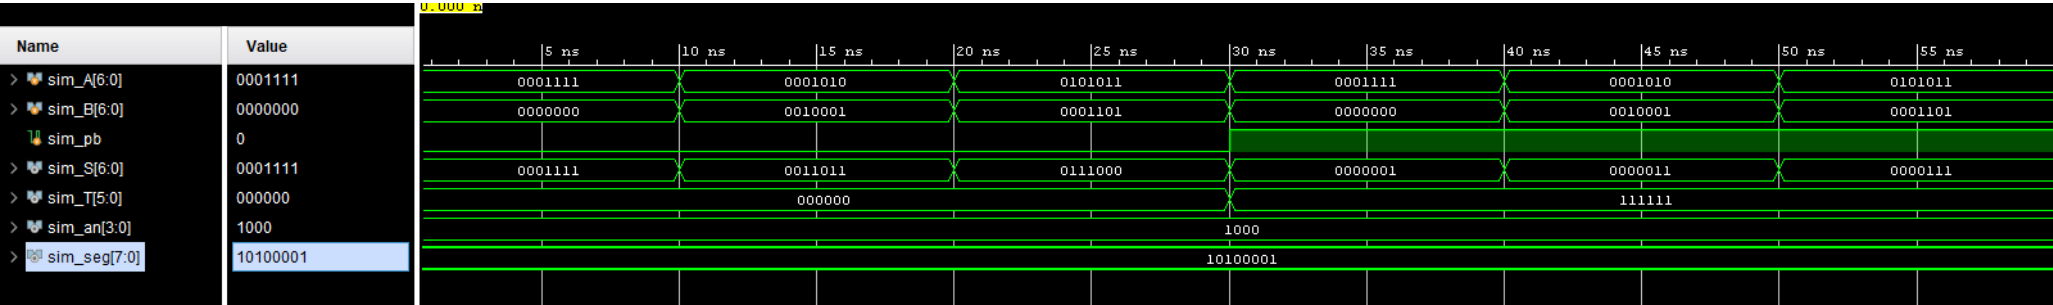 0.000 n
Name Value
5 ns 10 ns 15 ns 20 ns 25 ns 30 ns 35 ns 40 ns 45 ns 50 ns 55 ns
sim_A[6:0] 0001111 0001111 0001010 0101011 0001111 0001010 0101011
sim_B[6:0] 0000000 0000000 0010001 0001101 0000000 0010001 0001101
sim_pb 0
sim_S[6:0] 0001111 0001111 0011011 0111000 0000001 0000011 0000111
sim_T[5:0] 000000 000000 111111
sim_an[3:0] 1000 1000
sim_seg[7:0] 10100001 10100001